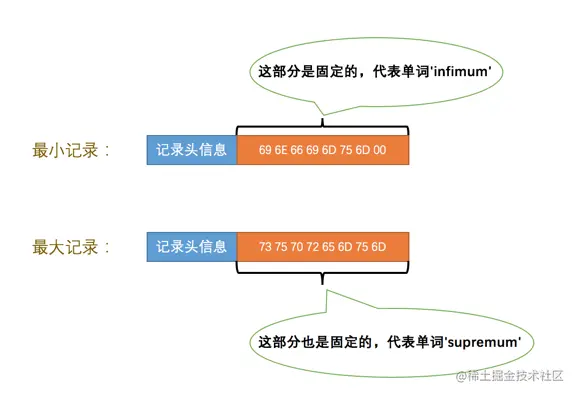 这部分是固定的，代表单词'infimum'
最小记录：
记录头信息
69 6E 66 69 6D 75 6D 00
最大记录：
记录头信息
73 75 70 72 65 6D 75 6D
这部分也是固定的，代表单词'supremum'
@稀土掘金技术社区